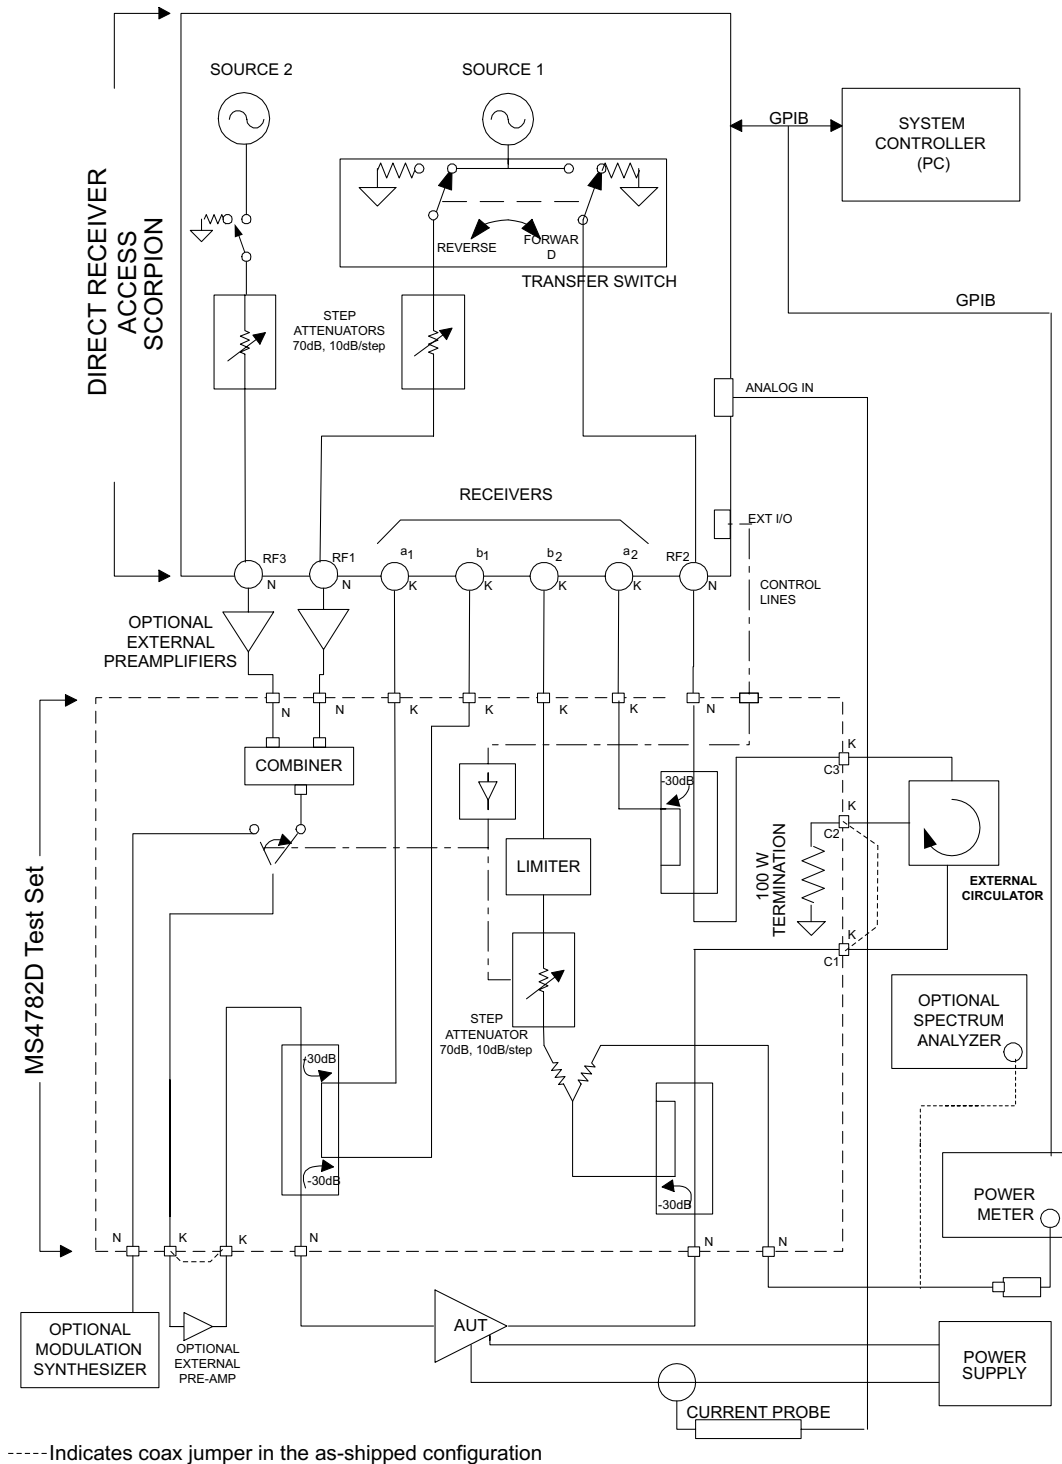 SOURCE 2
SOURCE 1
GPIB
SYSTEM
CONTROLLER
(PC)
DIRECT RECEIVER
ACCESS
SCORPION
REVERSE
FORWAR
D
TRANSFER SWITCH
GPIB
STEP
ATTENUATORS
70dB, 10dB/step
ANALOG IN
RECEIVERS
EXT I/O
RF3
N
RF1
N
a1
K
b1
K
b2
K
a2
K
RF2
N
CONTROL
LINES
OPTIONAL
EXTERNAL
PREAMPLIFIERS
N
N
K
K
K
K
N
K
C3
COMBINER
-30dB
K
C2
LIMITER
100 W
TERMINATION
EXTERNAL
CIRCULATOR
MS4782D Test Set
K
C1
STEP
ATTENUATOR
70dB, 10dB/step
OPTIONAL
SPECTRUM
ANALYZER
-30dB
-30dB
-30dB
POWER
METER
N
K
K
N
N
N
OPTIONAL
MODULATION
SYNTHESIZER
OPTIONAL
EXTERNAL
PRE-AMP
AUT
POWER
SUPPLY
CURRENT PROBE
-----Indicates coax jumper in the as-shipped configuration